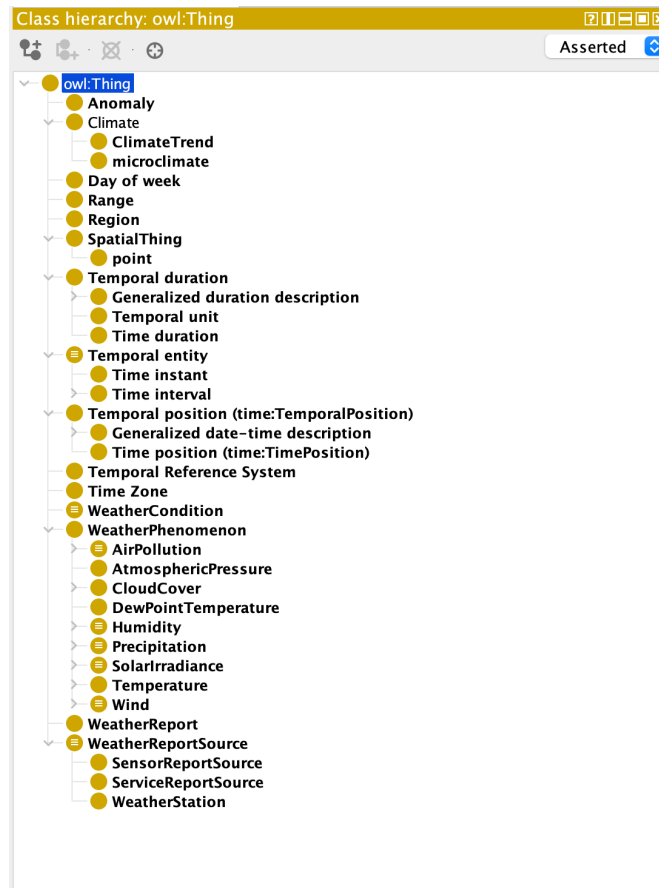 Class hierarchy: owl:Thing
Asserted
owl:Thing
Anomaly
Climate
ClimateTrend
microclimate
Day of week
Range
Region
SpatialThing
point
Temporal duration
Generalized duration description
Temporal unit
Time duration
Temporal entity
Time instant
Time interval
Temporal position (time:TemporalPosition)
Generalized date-time description
Time position (time:TimePosition)
Temporal Reference System
Time Zone
WeatherCondition
WeatherPhenomenon
AirPollution
AtmosphericPressure
CloudCover
DewPointTemperature
Humidity
Precipitation
SolarIrradiance
Temperature
Wind
WeatherReport
WeatherReportSource
SensorReportSource
ServiceReportSource
WeatherStation